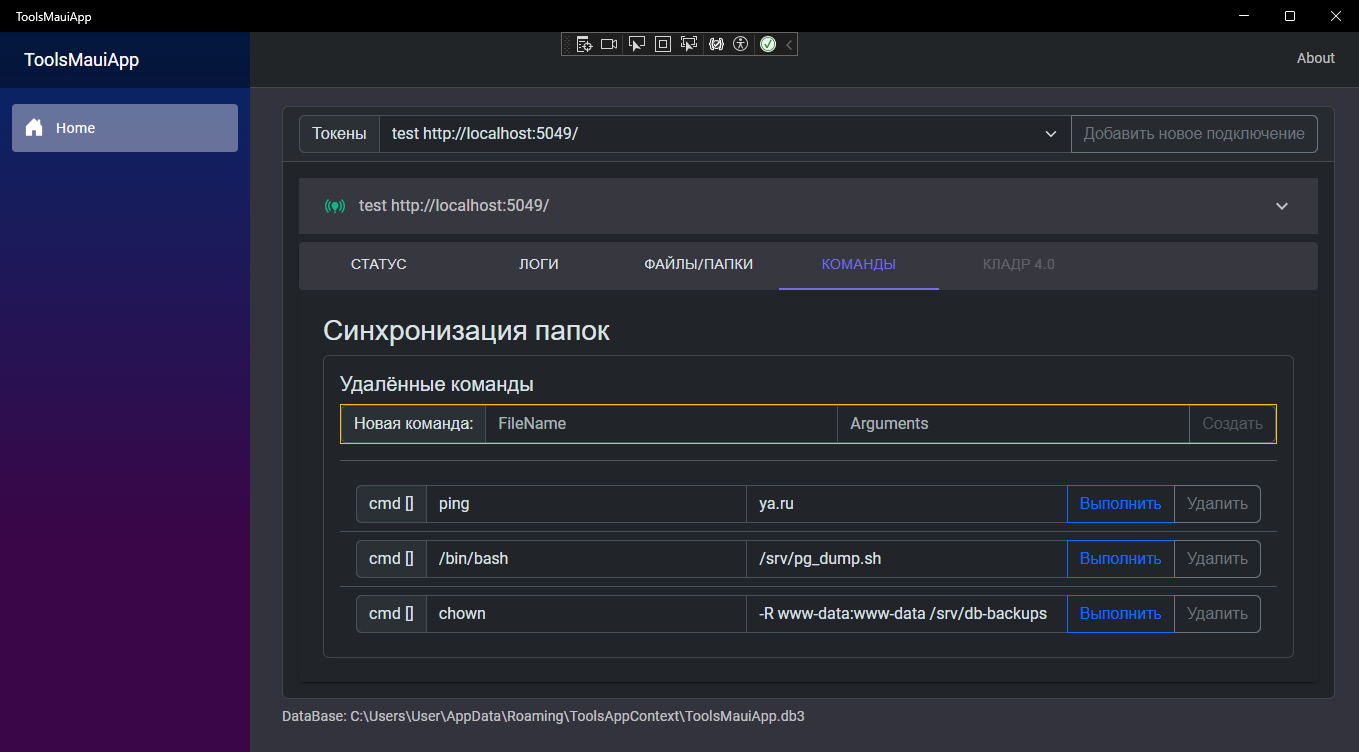 ToolsMauiApp
ToolsMauiApp
About
Home
Токены test http://localhost:5049/ Добавить новое подключение
test http://localhost:5049/
СТАТУС ЛОГИ ФАЙЛЫ/ПАПКИ КОМАНДЫ КЛАДР 4.0
Синхронизация папок
Удалённые команды
Новая команда: FileName Arguments Создать
cmd [] ping ya.ru Выполнить Удалить
cmd [] /bin/bash /srv/pg_dump.sh Выполнить Удалить
cmd [] chown -R www-data:www-data /srv/db-backups Выполнить Удалить
DataBase: C:\Users\User\AppData\Roaming\ToolsAppContext\ToolsMauiApp.db3